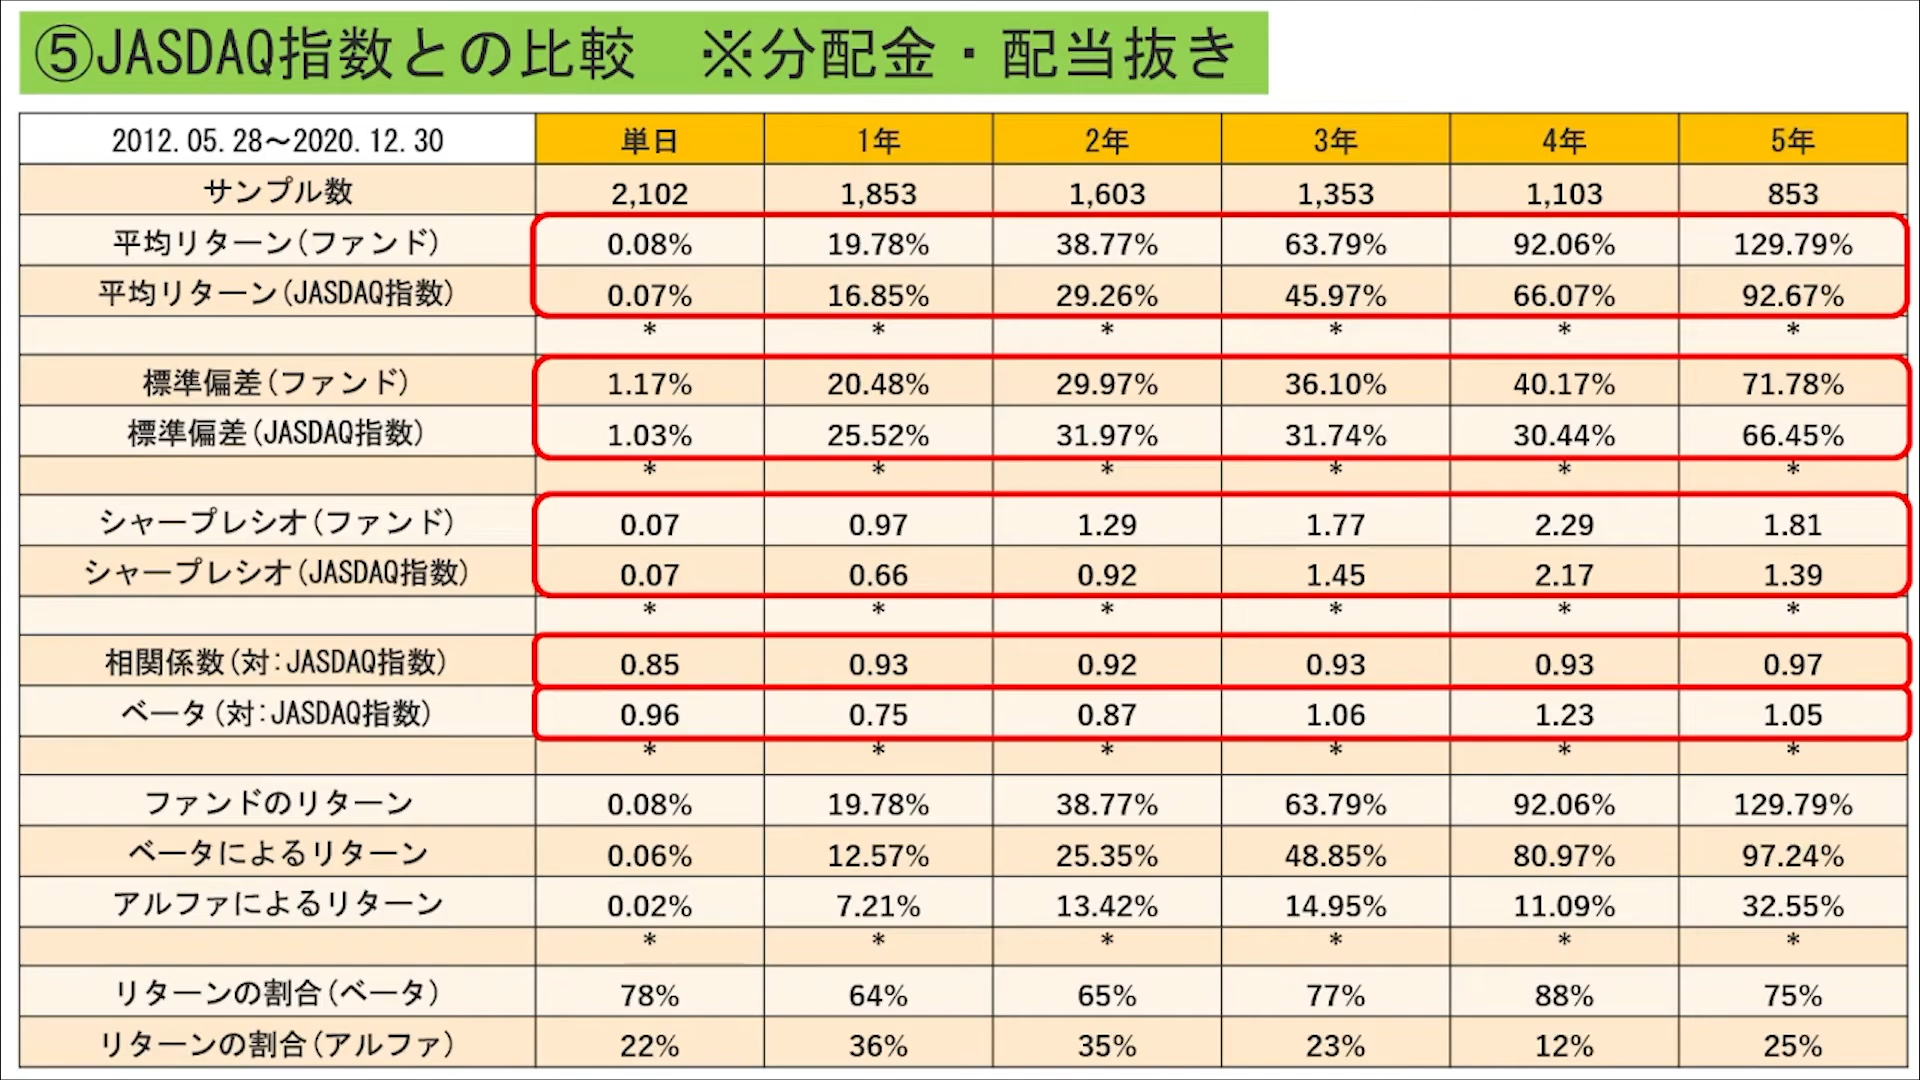 ⑤JASDAQ指数との比較　※分配金・配当抜き
2012.05.28～2020.12.30 単日 1年 2年 3年 4年 5年
サンプル数 2,102 1,853 1,603 1,353 1,103 853
平均リターン(ファンド) 0.08% 19.78% 38.77% 63.79% 92.06% 129.79%
平均リターン(JASDAQ指数) 0.07% 16.85% 29.26% 45.97% 66.07% 92.67%
* * * * * *
標準偏差(ファンド) 1.17% 20.48% 29.97% 36.10% 40.17% 71.78%
標準偏差(JASDAQ指数) 1.03% 25.52% 31.97% 31.74% 30.44% 66.45%
* * * * * *
シャープレシオ(ファンド) 0.07 0.97 1.29 1.77 2.29 1.81
シャープレシオ(JASDAQ指数) 0.07 0.66 0.92 1.45 2.17 1.39
* * * * * *
相関係数(対:JASDAQ指数) 0.85 0.93 0.92 0.93 0.93 0.97
ベータ(対:JASDAQ指数) 0.96 0.75 0.87 1.06 1.23 1.05
* * * * * *
ファンドのリターン 0.08% 19.78% 38.77% 63.79% 92.06% 129.79%
ベータによるリターン 0.06% 12.57% 25.35% 48.85% 80.97% 97.24%
アルファによるリターン 0.02% 7.21% 13.42% 14.95% 11.09% 32.55%
* * * * * *
リターンの割合(ベータ) 78% 64% 65% 77% 88% 75%
リターンの割合(アルファ) 22% 36% 35% 23% 12% 25%